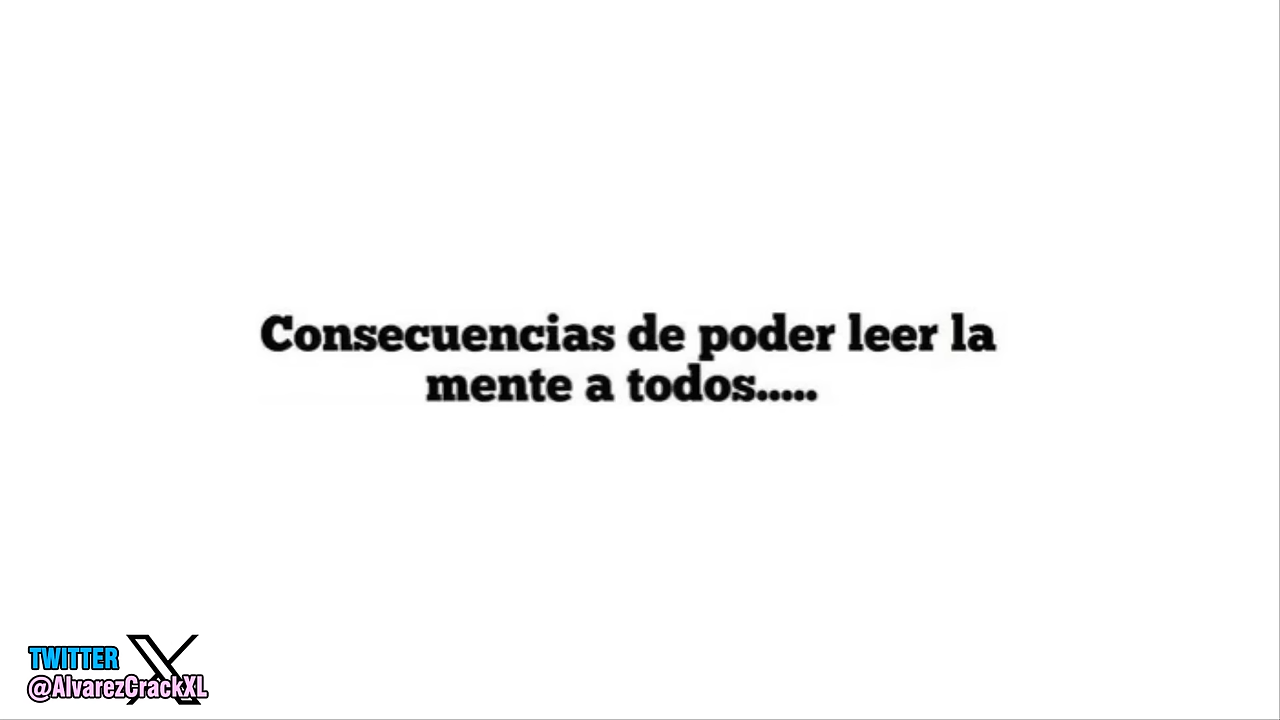 Consecuencias de poder leer la
mente a todos.....
TWITTER X
@AlvarezCrackXL